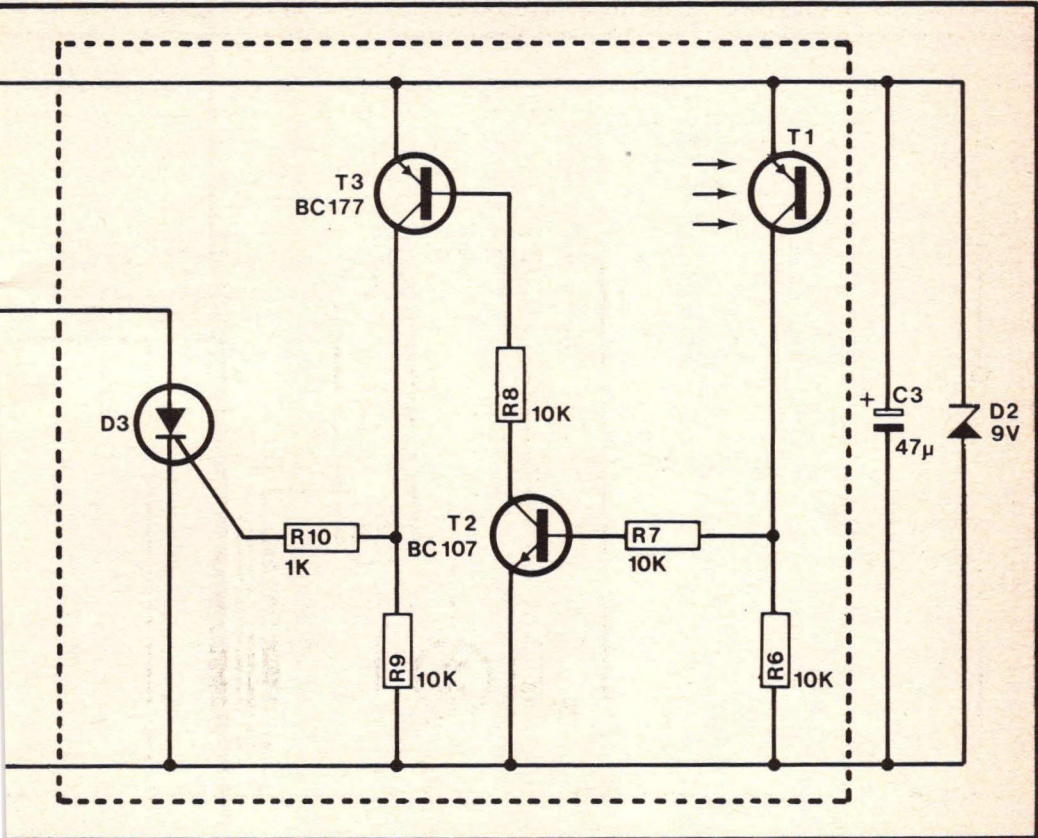 T1
T3
BC177
R8
10K
D3
+ C3
47µ
D2
9V
T2
BC107
R7
10K
R10
1K
R9
10K
R6
10K